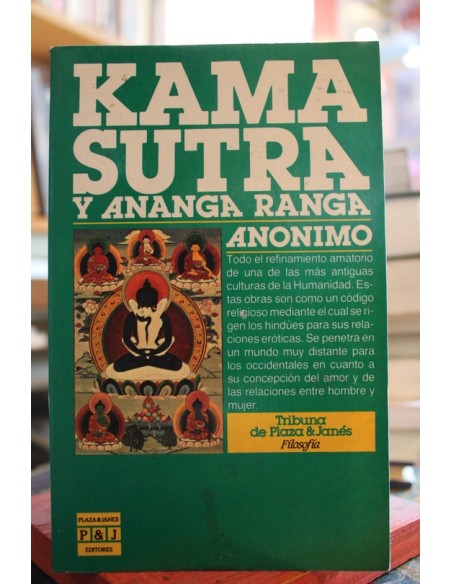 KAMA
SUTRA
Y ANANGA RANGA
ANONIMO
Todo el refinamiento amatorio
de una de las más antiguas
culturas de la Humanidad. Es-
tas obras son como un código
religioso mediante el cual se ri-
gen los hindúes para sus rela-
ciones eróticas. Se penetra en
un mundo muy distante para
los occidentales en cuanto a
su concepción del amor y de
las relaciones entre hombre y
mujer.
Tribuna
de Plaza & Janés
Filosofía
PLAZA & JANES
P & J
EDITORES